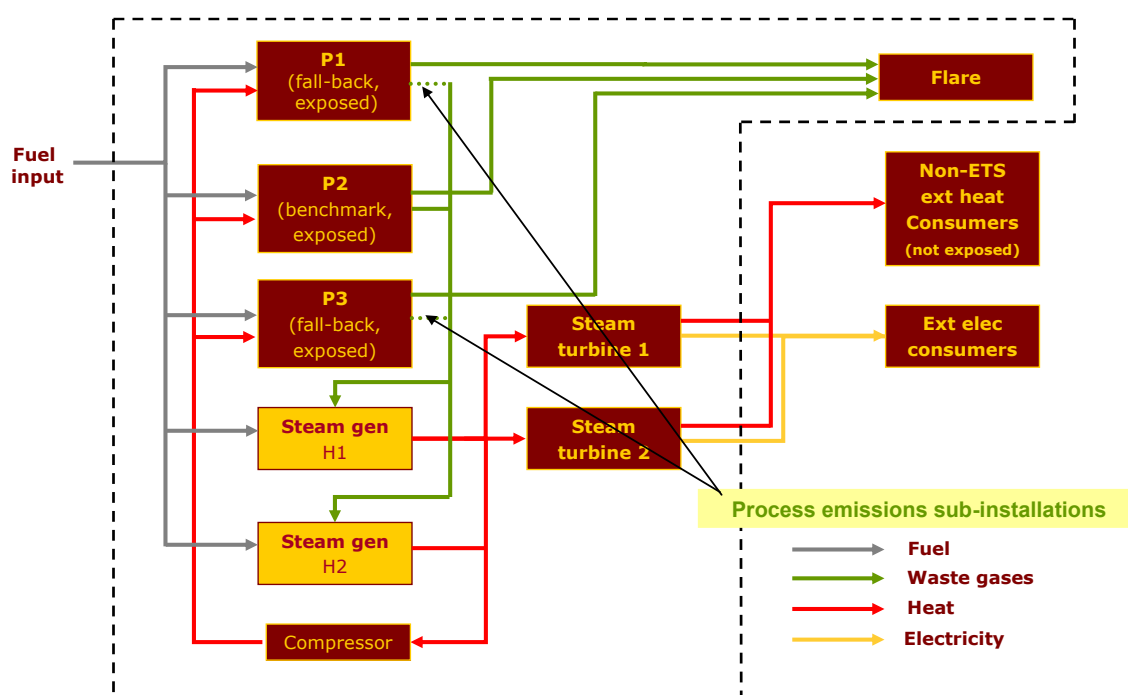 P1
(fall-back,
exposed)
Flare
Fuel
input
P2
(benchmark,
exposed)
Non-ETS
ext heat
Consumers
(not exposed)
P3
(fall-back,
exposed)
Steam
turbine 1
Ext elec
consumers
Steam gen
H1
Steam
turbine 2
Process emissions sub-installations
Steam gen
H2
Fuel
Waste gases
Heat
Electricity
Compressor